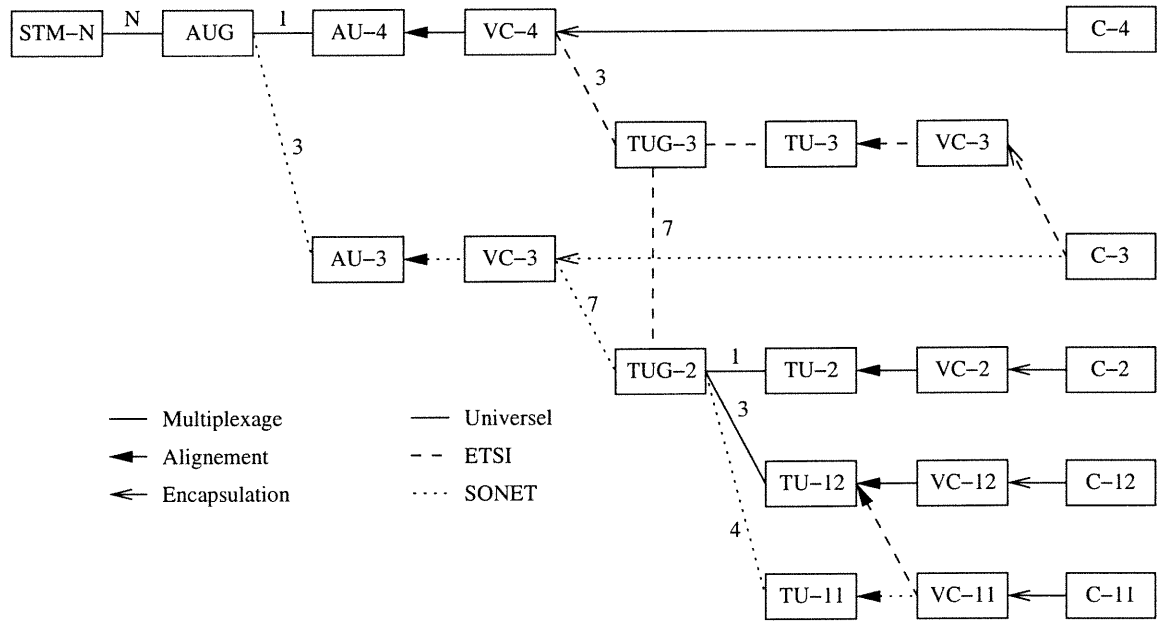 STM–N N AUG 1 AU–4 VC–4 C–4
3
TUG–3 TU–3 VC–3
3
7
AU–3 VC–3 C–3
7
TUG–2 1 TU–2 VC–2 C–2
3
Multiplexage Universel
Alignement ETSI
TU–12 VC–12 C–12
Encapsulation SONET
4
TU–11 VC–11 C–11